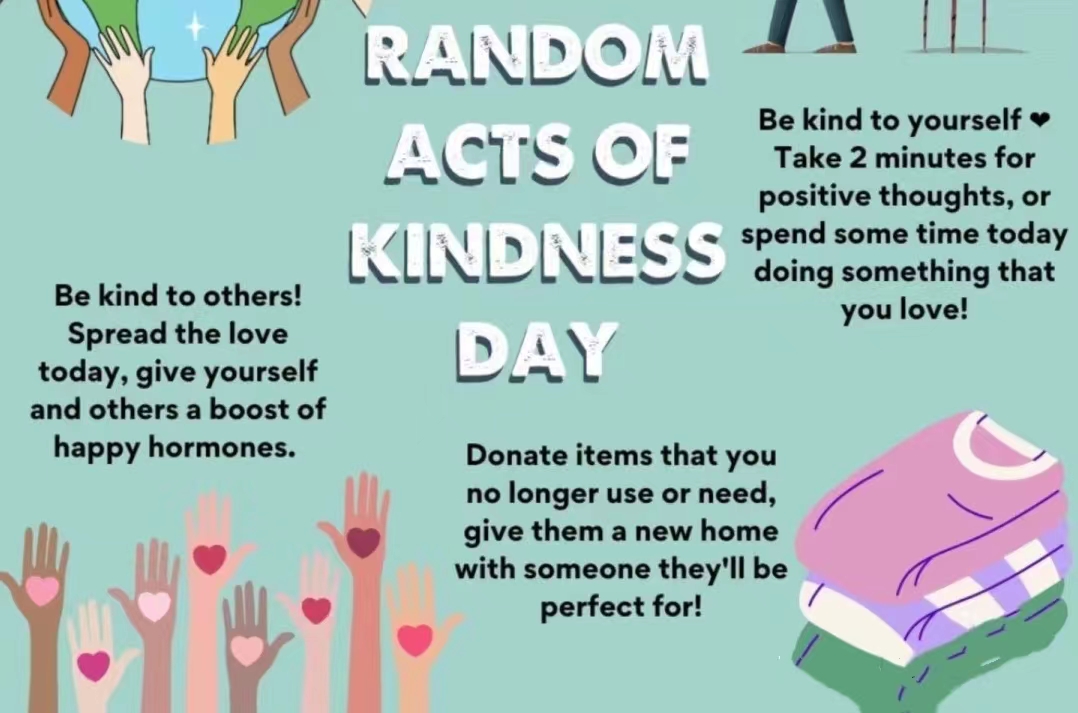 RANDOM
ACTS OF
KINDNESS
DAY
Be kind to yourself ❤
Take 2 minutes for
positive thoughts, or
spend some time today
doing something that
you love!
Be kind to others!
Spread the love
today, give yourself
and others a boost of
happy hormones.
Donate items that you
no longer use or need,
give them a new home
with someone they'll be
perfect for!